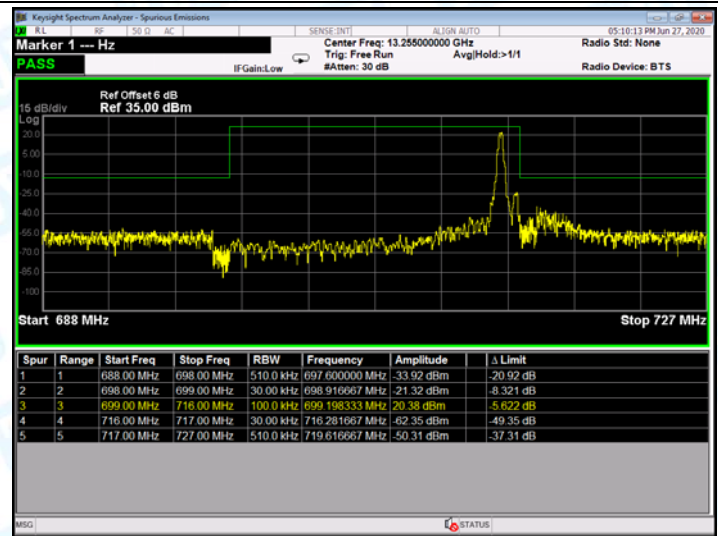 Keysight Spectrum Analyzer - Spurious Emissions
RL RF 50 Ω AC SENSE:INT ALIGN AUTO 05:10:13 PM Jun 27, 2020
Marker 1 --- Hz Center Freq: 13.255000000 GHz Radio Std: None
Trig: Free Run Avg|Hold:>1/1
PASS IFGain:Low #Atten: 30 dB Radio Device: BTS
Ref Offset 6 dB
15 dB/div Ref 35.00 dBm
Log
20.0
5.00
-10.0
-25.0
-40.0
-55.0
-70.0
-85.0
-100
Start 688 MHz Stop 727 MHz
Spur Range Start Freq Stop Freq RBW Frequency Amplitude Δ Limit
1 1 688.00 MHz 698.00 MHz 510.0 kHz 697.600000 MHz -33.92 dBm -20.92 dB
2 2 698.00 MHz 699.00 MHz 30.00 kHz 698.916667 MHz -21.32 dBm -8.321 dB
3 3 699.00 MHz 716.00 MHz 100.0 kHz 699.198333 MHz 20.38 dBm -5.622 dB
4 4 716.00 MHz 717.00 MHz 30.00 kHz 716.281667 MHz -62.35 dBm -49.35 dB
5 5 717.00 MHz 727.00 MHz 510.0 kHz 719.616667 MHz -50.31 dBm -37.31 dB
MSG STATUS